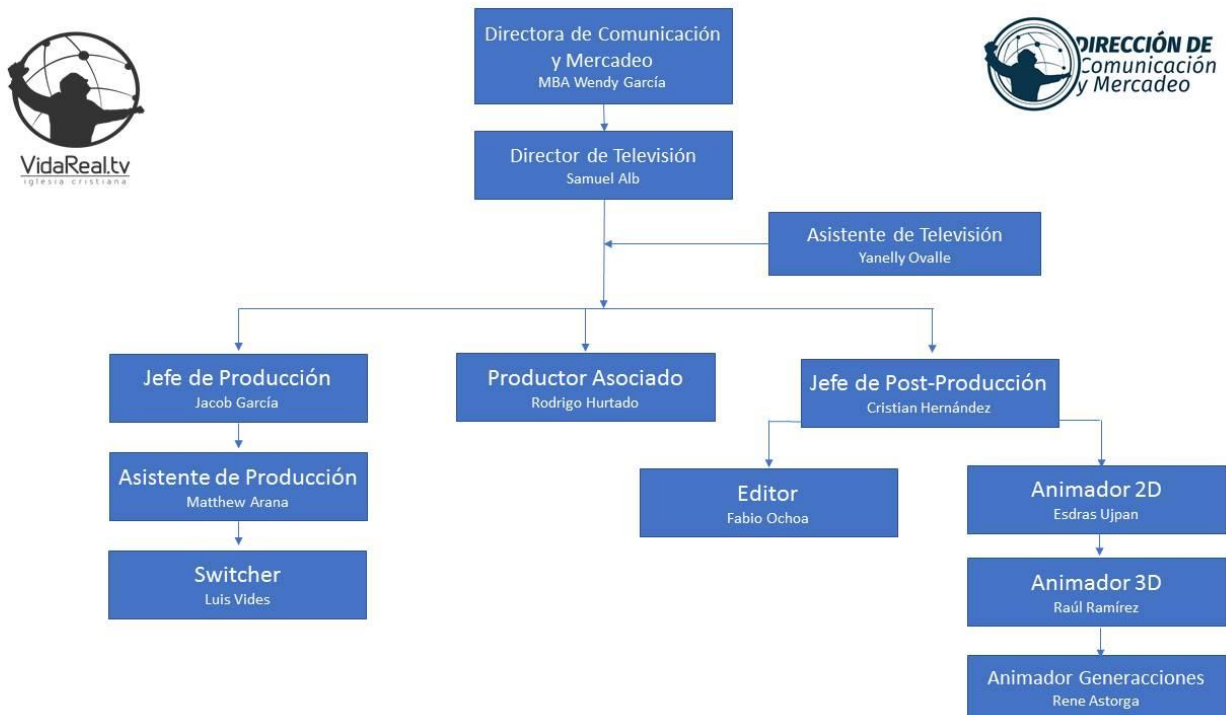 Directora de Comunicación
y Mercadeo
MBA Wendy García
VidaReal.tv
iglesia cristiana
DIRECCIÓN DE
Comunicación
y Mercadeo
Director de Televisión
Samuel Alb
Asistente de Televisión
Yanelly Ovalle
Jefe de Producción
Jacob García
Productor Asociado
Rodrigo Hurtado
Jefe de Post-Producción
Cristian Hernández
Asistente de Producción
Matthew Arana
Editor
Fabio Ochoa
Animador 2D
Esdras Ujpan
Switcher
Luis Vides
Animador 3D
Raúl Ramírez
Animador Generacciones
Rene Astorga